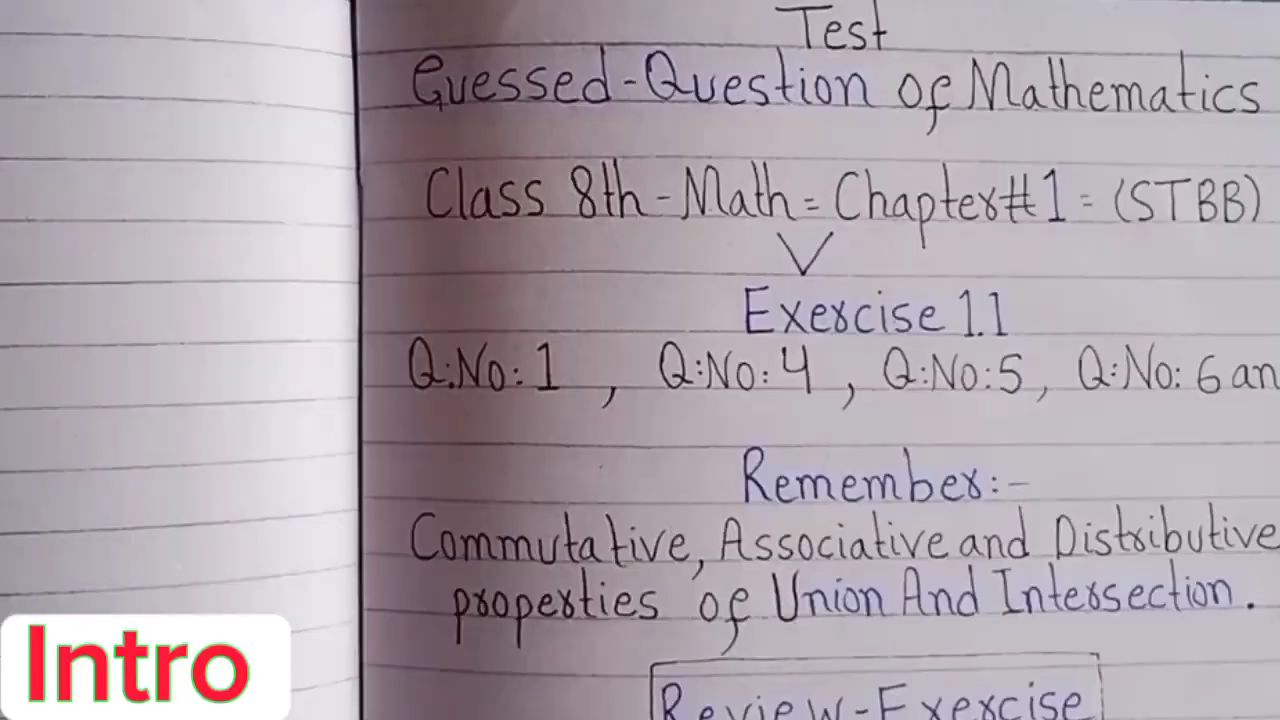 Test
Guessed-Question of Mathematics
Class 8th - Math = Chapter#1 = (STBB)
Exercise 1.1
Q:No: 1 , Q:No: 4 , Q:No: 5 , Q:No: 6 an
Remember:-
Commutative, Associative and Distributive
properties of Union And Intersection.
Review-Exercise
Intro